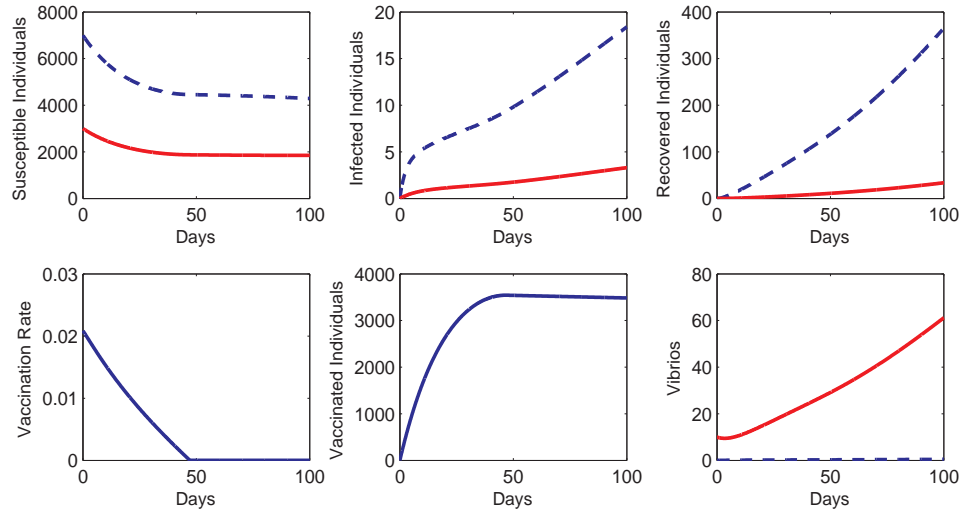 Susceptible Individuals
8000
6000
4000
2000
0
0 50 100
Days
Infected Individuals
20
15
10
5
0
0 50 100
Days
Recovered Individuals
400
300
200
100
0
0 50 100
Days
Vaccination Rate
0.03
0.02
0.01
0
0 50 100
Days
Vaccinated Individuals
4000
3000
2000
1000
0
0 50 100
Days
Vibrios
80
60
40
20
0
0 50 100
Days